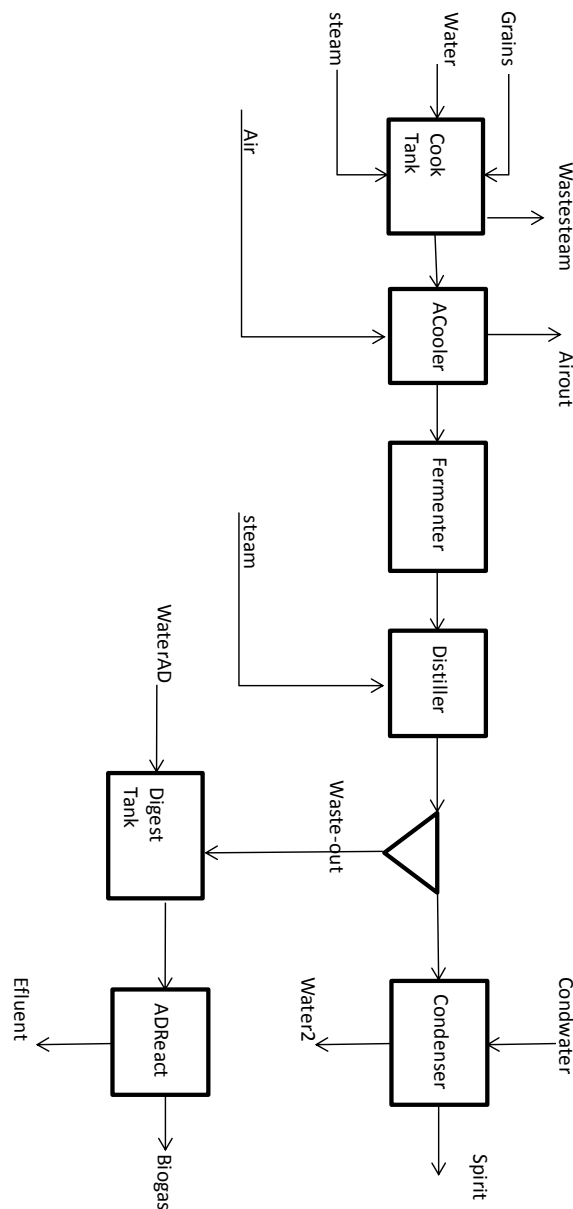 Grains
Water
steam
Wastesteam
Cook
Tank
Air
Airout
ACooler
Fermenter
steam
Distiller
WaterAD
Waste-out
Digest
Tank
Condwater
Condenser
Water2
Spirit
ADReact
Efluent
Biogas